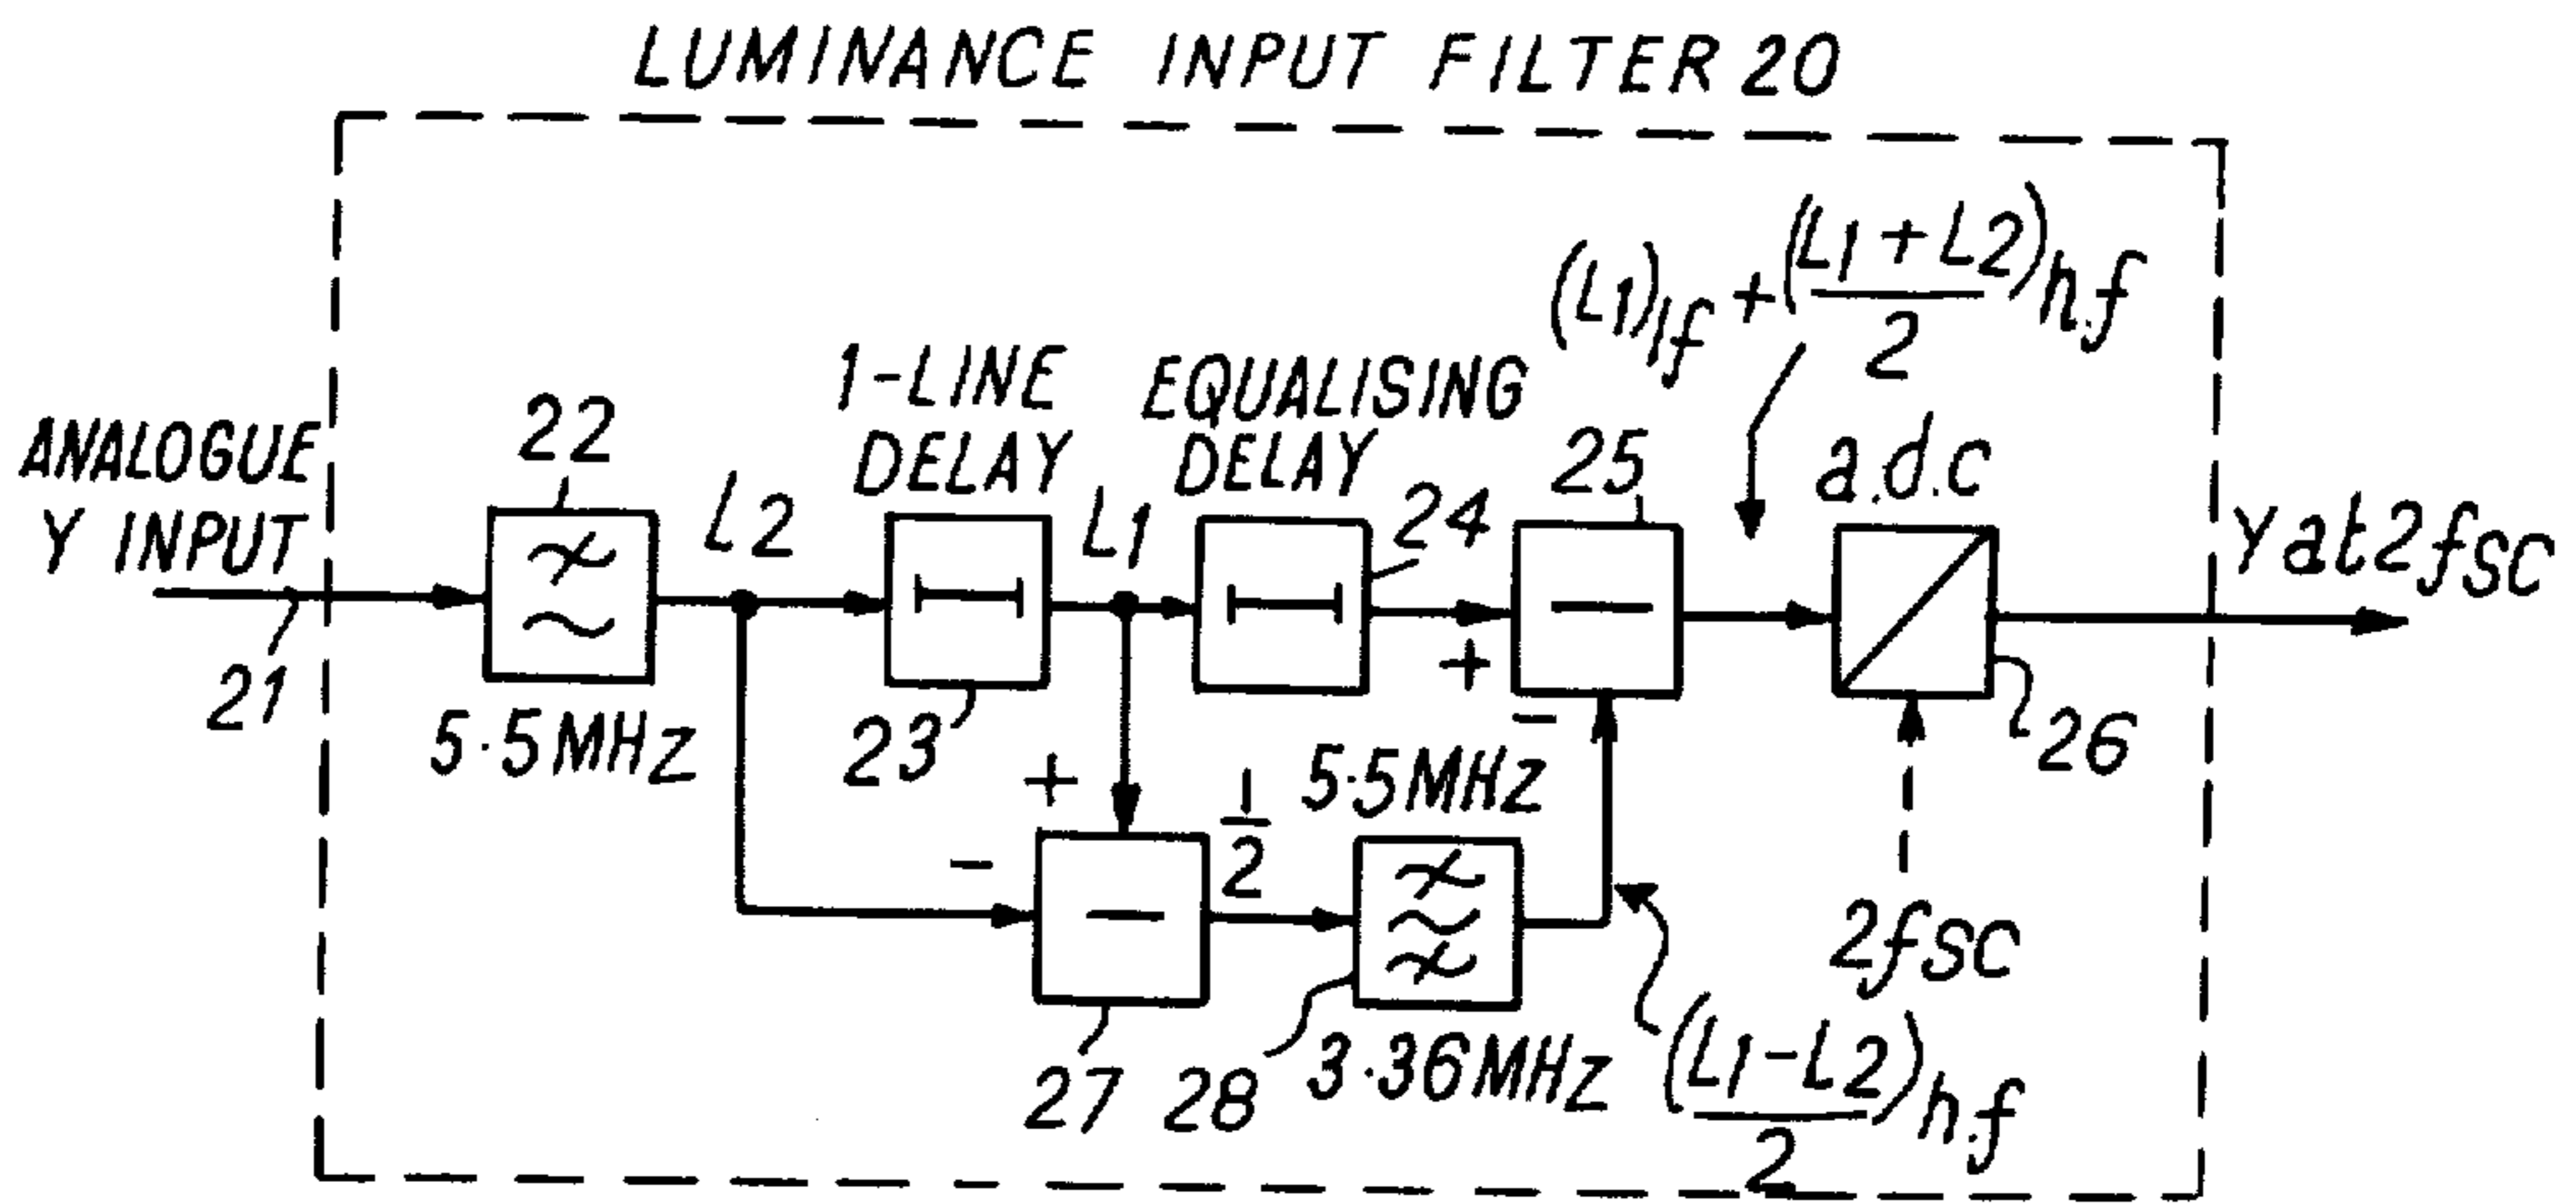 LUMINANCE INPUT FILTER 20
(L1)lf + (L1 + L2)h.f
2
ANALOGUE
Y INPUT
21
22
5.5MHz
L2
1-LINE
DELAY
23
L1
EQUALISING
DELAY
24
25
a.d.c
26
Y at 2fSC
+
-
+
-
1
2
5.5MHz
27
28
3.36MHz
2fSC
(L1-L2)h.f
2